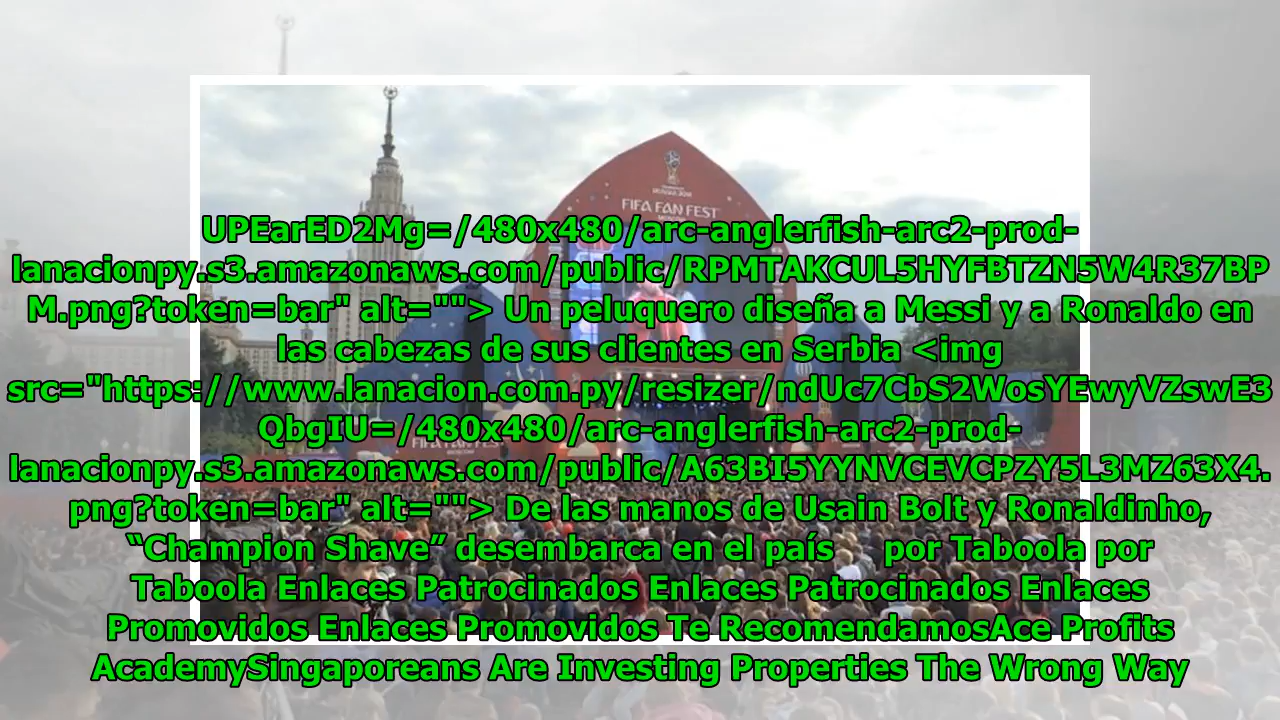 FIFA FAN FEST
UPEarED2Mg=/480x480/arc-anglerfish-arc2-prod-
lanacionpy.s3.amazonaws.com/public/RPMTAKCUL5HYFBTZN5W4R37BP
M.png?token=bar" alt=""> Un peluquero diseña a Messi y a Ronaldo en
las cabezas de sus clientes en Serbia <img
src="https://www.lanacion.com.py/resizer/ndUc7CbS2WosYEwyVZswE3
QbgIU=/480x480/arc-anglerfish-arc2-prod-
lanacionpy.s3.amazonaws.com/public/A63BI5YYNVCEVCPZY5L3MZ63X4.
png?token=bar" alt=""> De las manos de Usain Bolt y Ronaldinho,
“Champion Shave” desembarca en el país por Taboola por
Taboola Enlaces Patrocinados Enlaces Patrocinados Enlaces
Promovidos Enlaces Promovidos Te RecomendamosAce Profits
AcademySingaporeans Are Investing Properties The Wrong Way